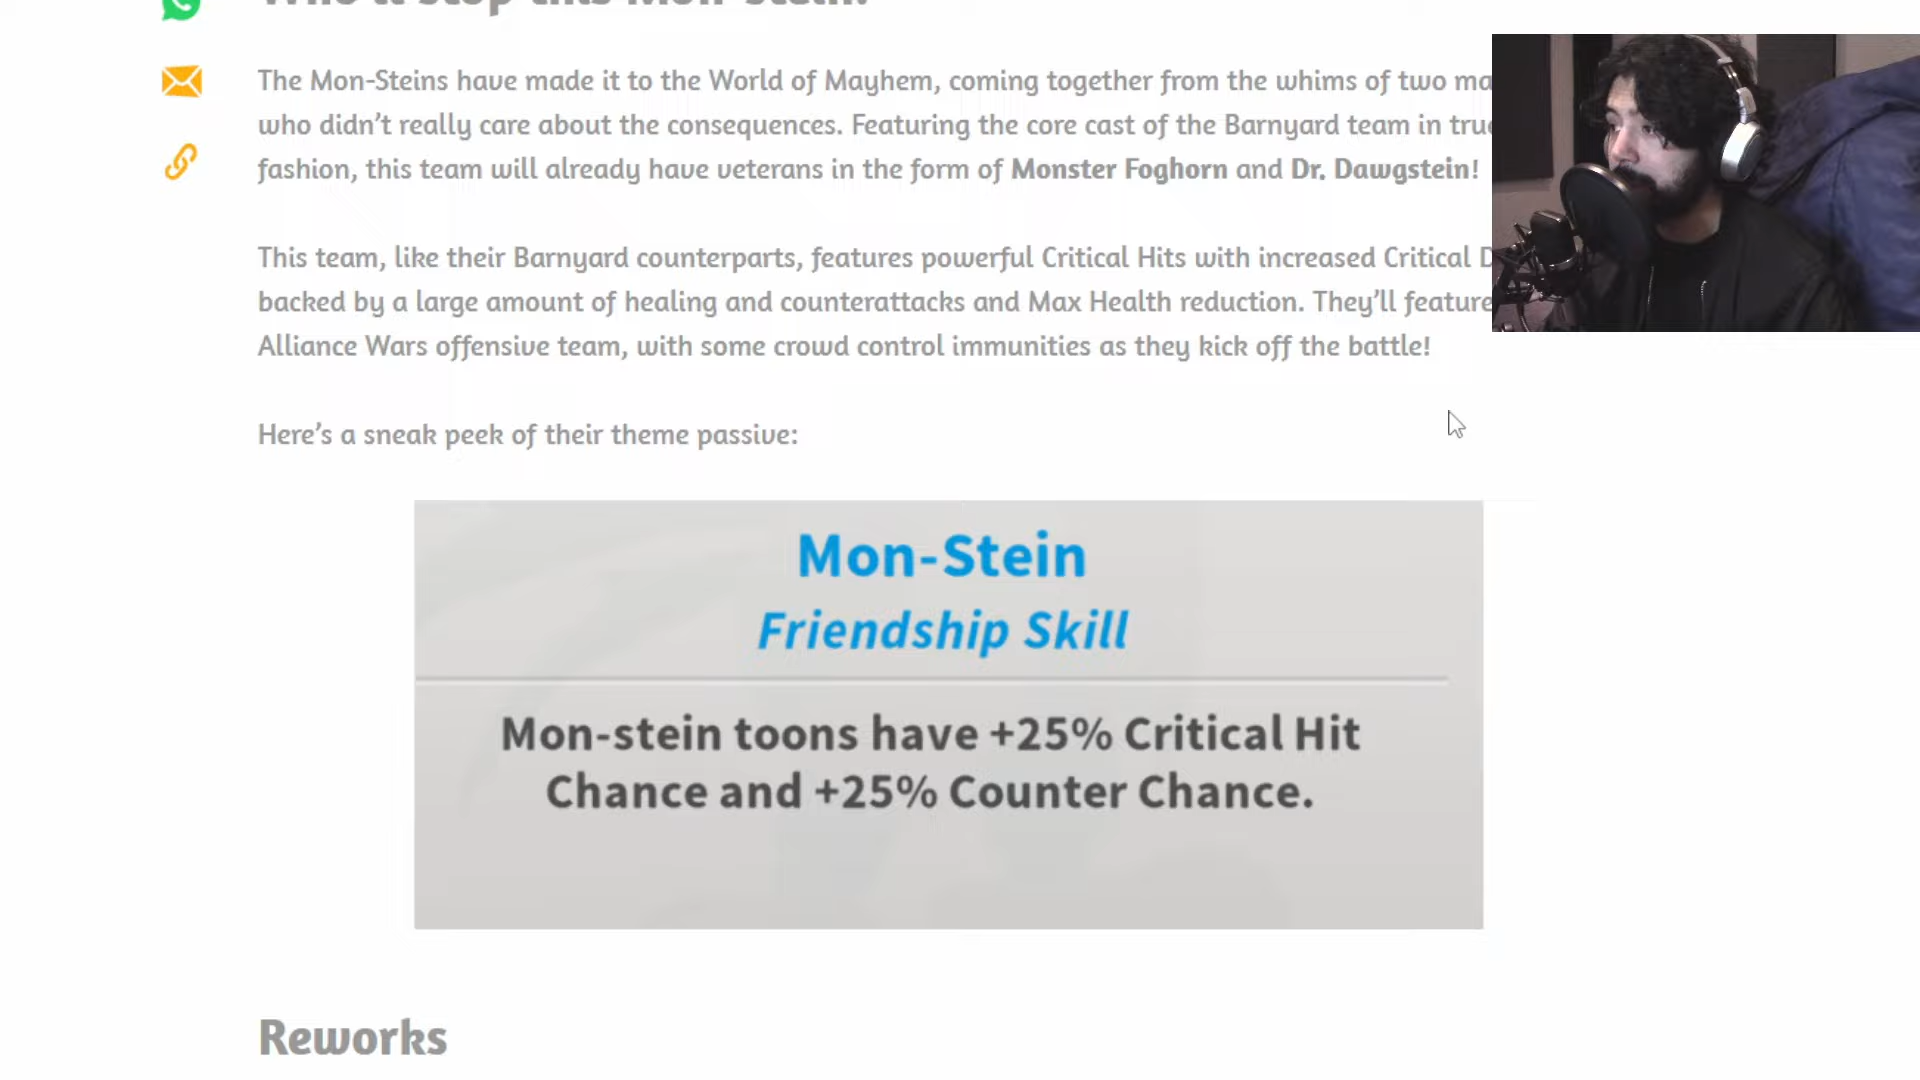 The Mon-Steins have made it to the World of Mayhem, coming together from the whims of two
who didn't really care about the consequences. Featuring the core cast of the Barnyard team in
fashion, this team will already have veterans in the form of Monster Foghorn and Dr. Dawgstein!
This team, like their Barnyard counterparts, features powerful Critical Hits with increased Critical
backed by a large amount of healing and counterattacks and Max Health reduction. They'll feature
Alliance Wars offensive team, with some crowd control immunities as they kick off the battle!
Here's a sneak peek of their theme passive:
Mon-Stein
Friendship Skill
Mon-stein toons have +25% Critical Hit
Chance and +25% Counter Chance.
Reworks